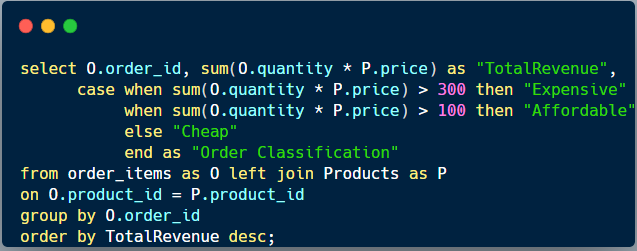 select O.order_id, sum(O.quantity * P.price) as "TotalRevenue",
case when sum(O.quantity * P.price) > 300 then "Expensive"
when sum(O.quantity * P.price) > 100 then "Affordable"
else "Cheap"
end as "Order Classification"
from order_items as O left join Products as P
on O.product_id = P.product_id
group by O.order_id
order by TotalRevenue desc;